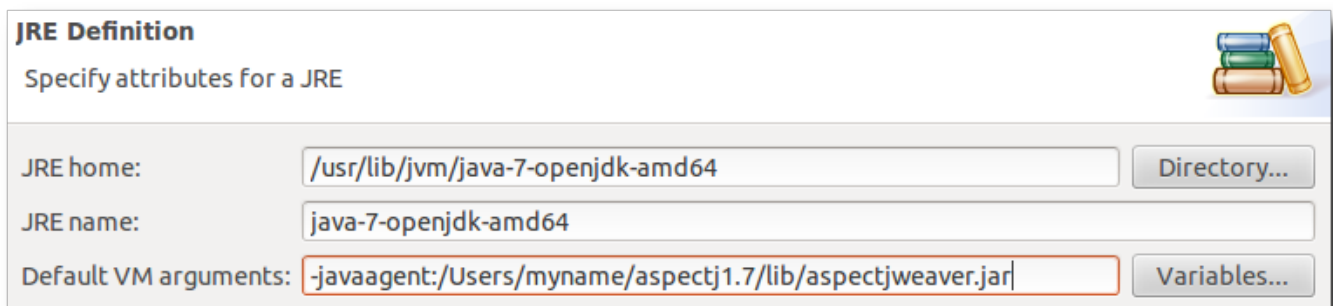 JRE Definition
Specify attributes for a JRE
JRE home: /usr/lib/jvm/java-7-openjdk-amd64 Directory...
JRE name: java-7-openjdk-amd64
Default VM arguments: -javaagent:/Users/myname/aspectj1.7/lib/aspectjweaver.jar Variables...